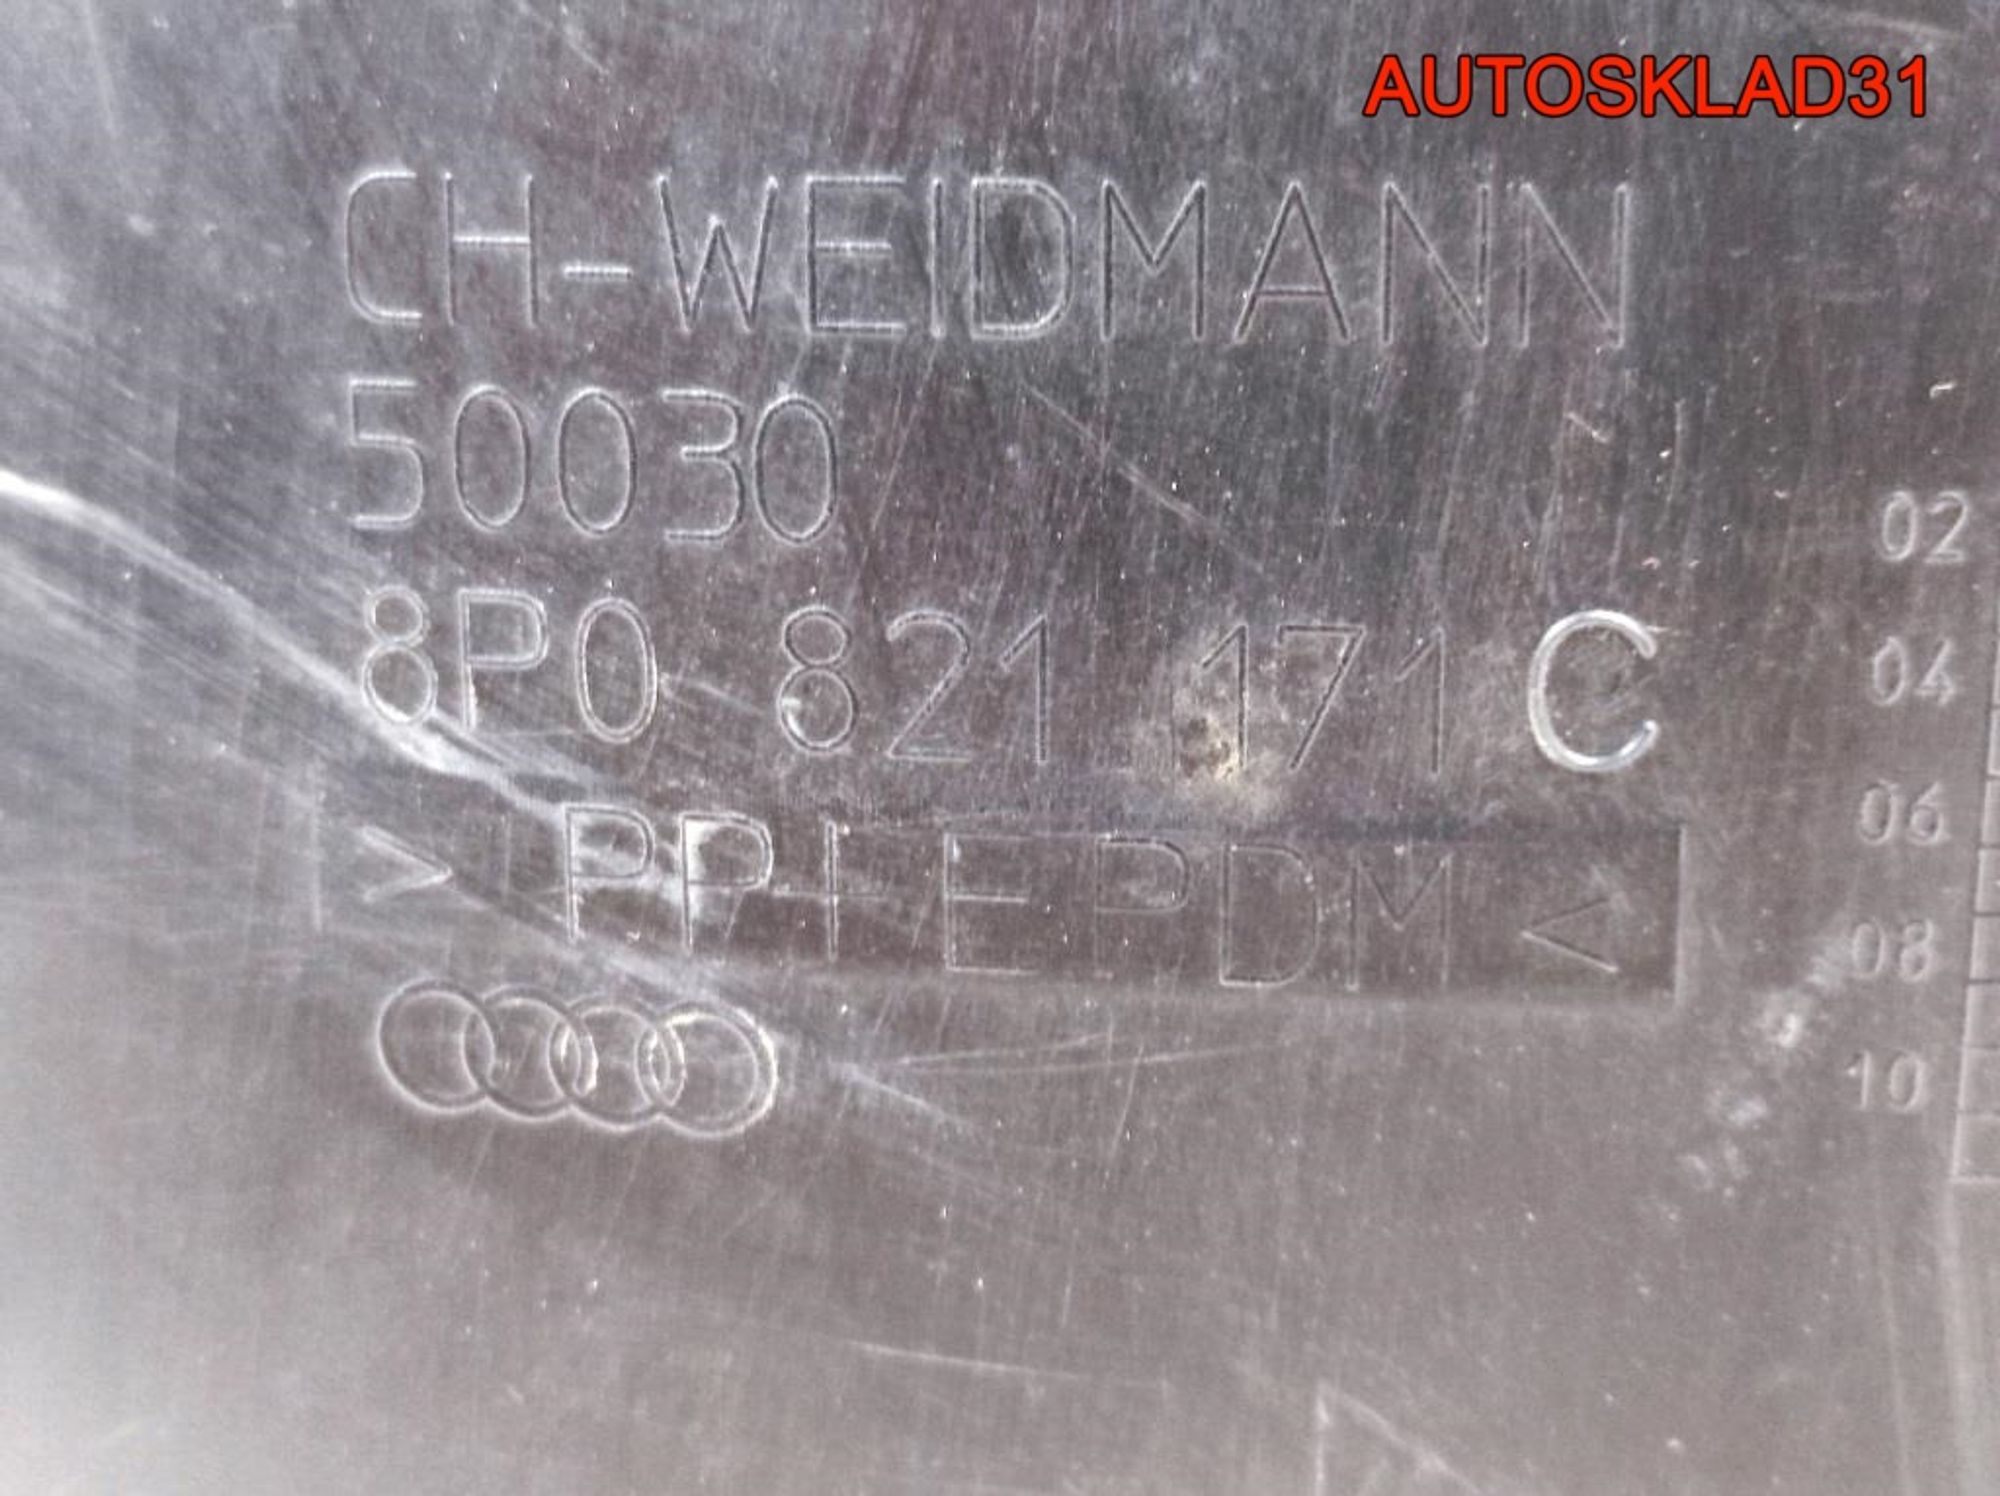 AUTOSKLAD31
CH-WEIDMANN
50030
8P0 821 171 C
> PP+EPDM <
02
04
06
08
10